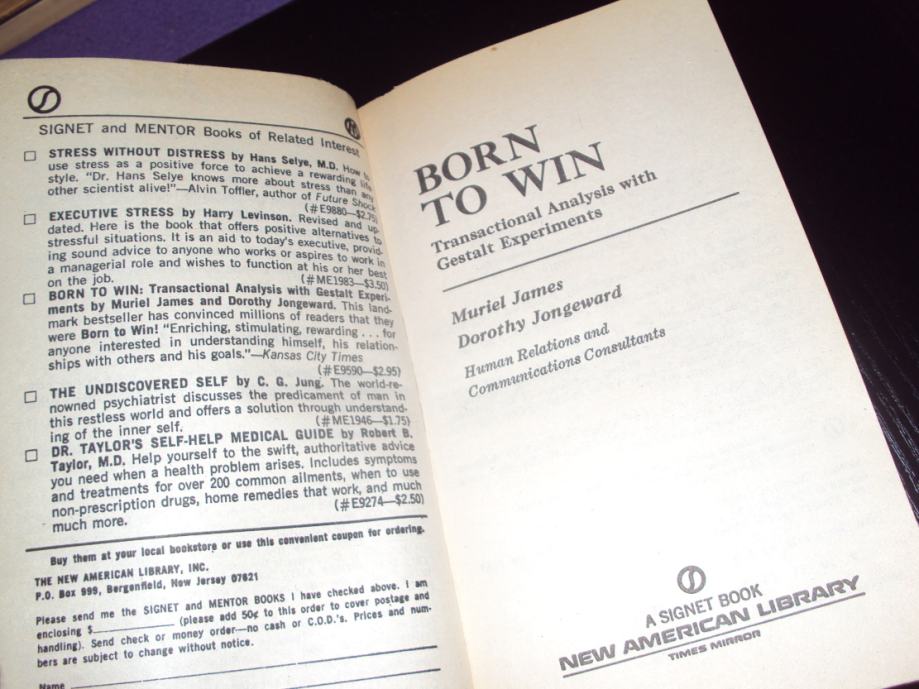 SIGNET and MENTOR Books of Related Interest
□ STRESS WITHOUT DISTRESS by Hans Selye, M.D. How to
use stress as a positive force to achieve a rewarding life
style. “Dr. Hans Selye knows more about stress than any
other scientist alive!”—Alvin Toffler, author of Future Shock
(#E9880—$2.75)
□ EXECUTIVE STRESS by Harry Levinson. Revised and up-
dated. Here is the book that offers positive alternatives to
stressful situations. It is an aid to today's executive, provid-
ing sound advice to anyone who works or aspires to work in
a managerial role and wishes to function at his or her best
on the job. (#ME1983—$3.50)
□ BORN TO WIN: Transactional Analysis with Gestalt Experi-
ments by Muriel James and Dorothy Jongeward. This land-
mark bestseller has convinced millions of readers that they
were Born to Win! “Enriching, stimulating, rewarding . . . for
anyone interested in understanding himself, his relation-
ships with others and his goals.”—Kansas City Times
(#E9590—$2.95)
□ THE UNDISCOVERED SELF by C. G. Jung. The world-re-
nowned psychiatrist discusses the predicament of man in
this restless world and offers a solution through understand-
ing of the inner self. (#ME1946—$1.75)
□ DR. TAYLOR'S SELF-HELP MEDICAL GUIDE by Robert B.
Taylor, M.D. Help yourself to the swift, authoritative advice
you need when a health problem arises. Includes symptoms
and treatments for over 200 common ailments, when to use
non-prescription drugs, home remedies that work, and much
much more. (#E9274—$2.50)
Buy them at your local bookstore or use this convenient coupon for ordering.
THE NEW AMERICAN LIBRARY, INC.
P.O. Box 999, Bergenfield, New Jersey 07621
Please send me the SIGNET and MENTOR BOOKS I have checked above. I am
enclosing $__________ (please add 50¢ to this order to cover postage and
handling). Send check or money order—no cash or C.O.D.'s. Prices and num-
bers are subject to change without notice.
Name
BORN
TO WIN
Transactional Analysis with
Gestalt Experiments
Muriel James
Dorothy Jongeward
Human Relations and
Communications Consultants
A SIGNET BOOK
NEW AMERICAN LIBRARY
TIMES MIRROR